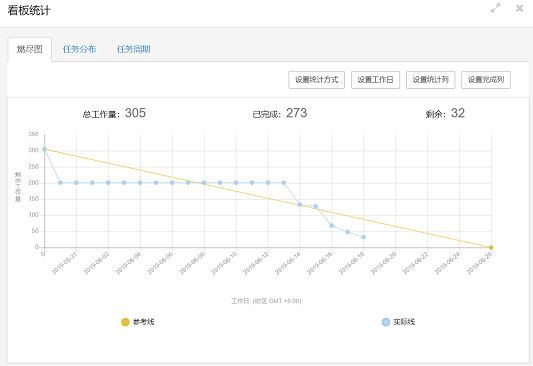 看板统计
燃尽图 任务分布 任务周期
设置统计方式 设置工作日 设置统计列 设置完成列
总工作量：305 已完成：273 剩余：32
350
300
250
200
150
100
50
0
剩余工作量
0 2019-05-31 2019-06-02 2019-06-04 2019-06-06 2019-06-08 2019-06-10 2019-06-12 2019-06-14 2019-06-16 2019-06-18 2019-06-20 2019-06-22 2019-06-24 2019-06-26
工作日 (时区 GMT +8:00)
参考线 实际线